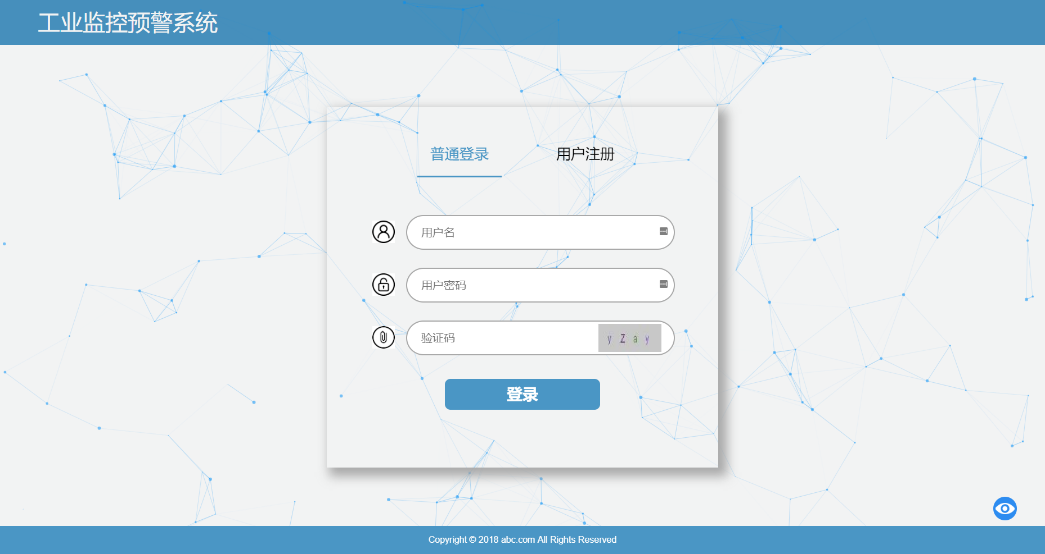 工业监控预警系统
普通登录 用户注册
用户名
用户密码
验证码 y Z a y
登录
Copyright © 2018 abc.com All Rights Reserved